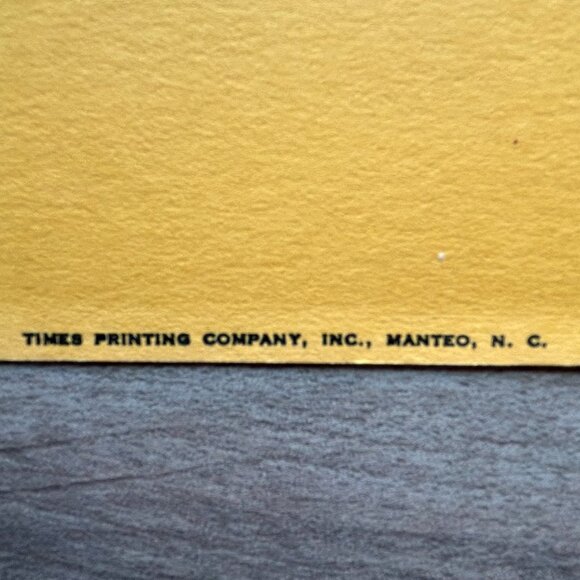 TIMES PRINTING COMPANY, INC., MANTEO, N. C.